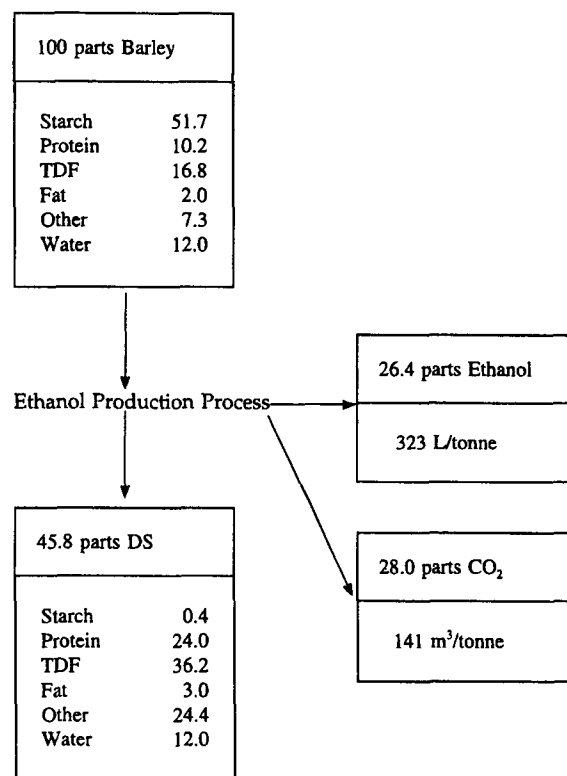 100 parts Barley
Starch 51.7
Protein 10.2
TDF 16.8
Fat 2.0
Other 7.3
Water 12.0
Ethanol Production Process
26.4 parts Ethanol
323 L/tonne
28.0 parts CO₂
141 m³/tonne
45.8 parts DS
Starch 0.4
Protein 24.0
TDF 36.2
Fat 3.0
Other 24.4
Water 12.0